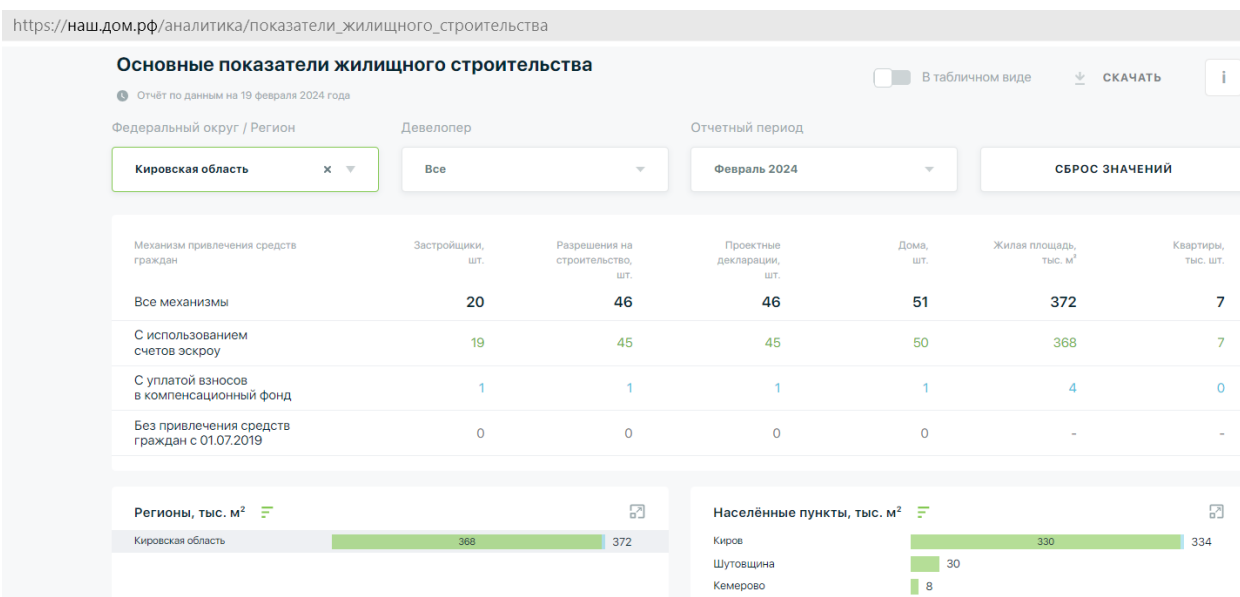 https://наш.дом.рф/аналитика/показатели_жилищного_строительства
Основные показатели жилищного строительства
В табличном виде
СКАЧАТЬ
i
Отчёт по данным на 19 февраля 2024 года
Федеральный округ / Регион
Девелопер
Отчетный период
Кировская область
Все
Февраль 2024
СБРОС ЗНАЧЕНИЙ
Механизм привлечения средств
граждан
Застройщики,
шт.
Разрешения на
строительство,
шт.
Проектные
декларации,
шт.
Дома,
шт.
Жилая площадь,
тыс. м²
Квартиры,
тыс. шт.
Все механизмы 20 46 46 51 372 7
С использованием
счетов эскроу
19 45 45 50 368 7
С уплатой взносов
в компенсационный фонд
1 1 1 1 4 0
Без привлечения средств
граждан с 01.07.2019
0 0 0 0 - -
Регионы, тыс. м²
Кировская область 368 372
Населённые пункты, тыс. м²
Киров 330 334
Шутовщина 30
Кемерово 8